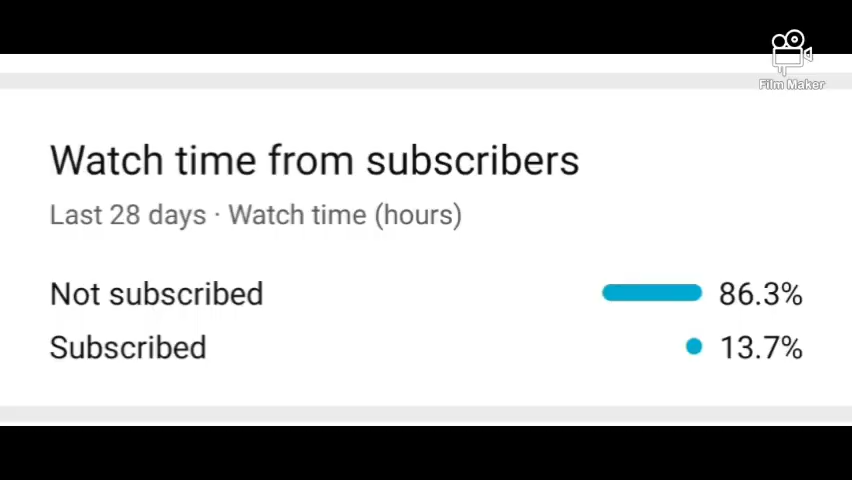 Film Maker
Watch time from subscribers
Last 28 days · Watch time (hours)
Not subscribed 86.3%
Subscribed 13.7%